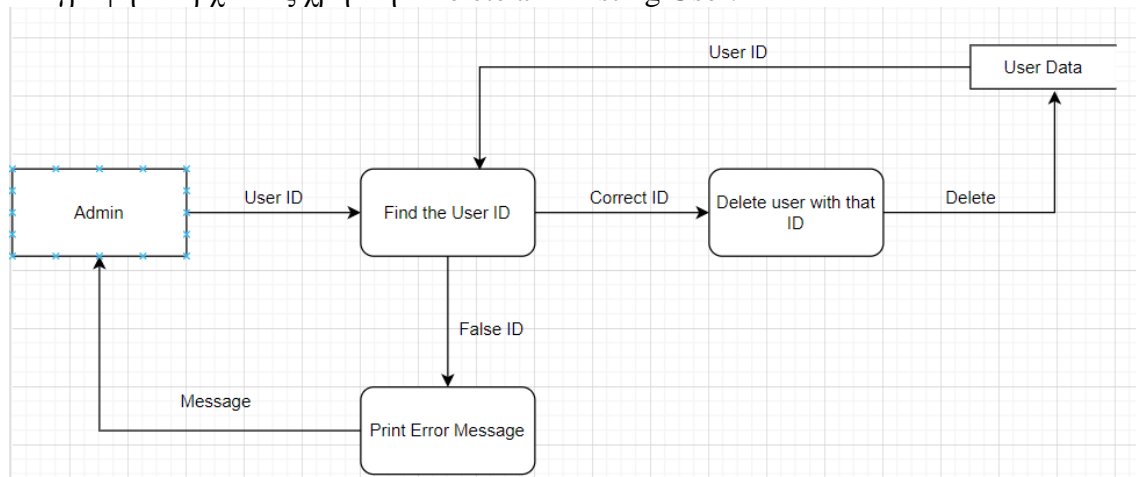 User ID
User Data
Admin
User ID
Find the User ID
Correct ID
Delete user with that
ID
Delete
False ID
Message
Print Error Message